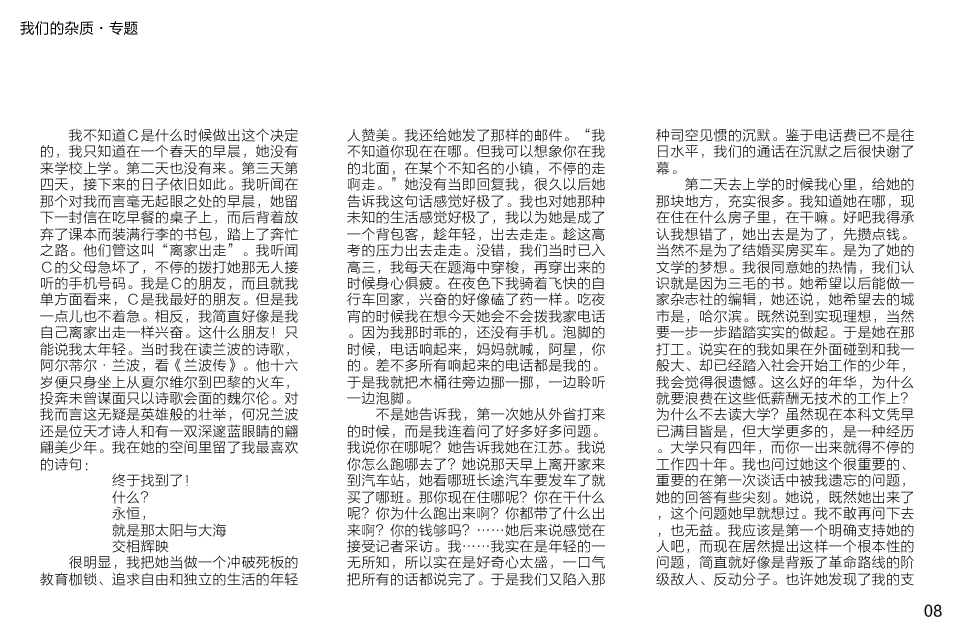 我们的杂质·专题
我不知道C是什么时候做出这个决定
的，我只知道在一个春天的早晨，她没有
来学校上学。第二天也没有来。第三天第
四天，接下来的日子依旧如此。我听闻在
那个对我而言毫无起眼之处的早晨，她留
下一封信在吃早餐的桌子上，而后背着放
弃了课本而装满行李的书包，踏上了奔忙
之路。他们管这叫“离家出走”。我听闻
C的父母急坏了，不停的拨打她那无人接
听的手机号码。我是C的朋友，而且就我
单方面看来，C是我最好的朋友。但是我
一点儿也不着急。相反，我简直好像是我
自己离家出走一样兴奋。这什么朋友！只
能说我太年轻。当时我在读兰波的诗歌，
阿尔蒂尔·兰波，看《兰波传》。他十六
岁便只身坐上从夏尔维尔到巴黎的火车，
投奔未曾谋面只以诗歌会面的魏尔伦。对
我而言这无疑是英雄般的壮举，何况兰波
还是位天才诗人和有一双深邃蓝眼睛的翩
翩美少年。我在她的空间里留了我最喜欢
的诗句：
终于找到了！
什么？
永恒，
就是那太阳与大海
交相辉映
很明显，我把她当做一个冲破死板的
教育枷锁、追求自由和独立的生活的年轻
人赞美。我还给她发了那样的邮件。“我
不知道你现在在哪。但我可以想象你在我
的北面，在某个不知名的小镇，不停的走
啊走。”她没有当即回复我，很久以后她
告诉我这句话感觉好极了。我也对她那种
未知的生活感觉好极了，我以为她是成了
一个背包客，趁年轻，出去走走。趁这高
考的压力出去走走。没错，我们当时已入
高三，我每天在题海中穿梭，再穿出来的
时候身心俱疲。在夜色下我骑着飞快的自
行车回家，兴奋的好像磕了药一样。吃夜
宵的时候我在想今天她会不会拨我家电话
。因为我那时乖的，还没有手机。泡脚的
时候，电话响起来，妈妈就喊，阿星，你
的。差不多所有响起来的电话都是我的。
于是我就把木桶往旁边挪一挪，一边聆听
一边泡脚。
不是她告诉我，第一次她从外省打来
的时候，而是我连着问了好多好多问题。
我说你在哪呢？她告诉我她在江苏。我说
你怎么跑哪去了？她说那天早上离开家来
到汽车站，她看哪班长途汽车要发车了就
买了哪班。那你现在住哪呢？你在干什么
呢？你为什么跑出来啊？你都带了什么出
来啊？你的钱够吗？……她后来说感觉在
接受记者采访。我……我实在是年轻的一
无所知，所以实在是好奇心太盛，一口气
把所有的话都说完了。于是我们又陷入那
种司空见惯的沉默。鉴于电话费已不是往
日水平，我们的通话在沉默之后很快谢了
幕。
第二天去上学的时候我心里，给她的
那块地方，充实很多。我知道她在哪，现
在住在什么房子里，在干嘛。好吧我得承
认我想错了，她出去是为了，先攒点钱。
当然不是为了结婚买房买车。是为了她的
文学的梦想。我很同意她的热情，我们认
识就是因为三毛的书。她希望以后能做一
家杂志社的编辑，她还说，她希望去的城
市是，哈尔滨。既然说到实现理想，当然
要一步一步踏踏实实的做起。于是她在那
打工。说实在的我如果在外面碰到和我一
般大、却已经踏入社会开始工作的少年，
我会觉得很遗憾。这么好的年华，为什么
就要浪费在这些低薪酬无技术的工作上？
为什么不去读大学？虽然现在本科文凭早
已满目皆是，但大学更多的，是一种经历
。大学只有四年，而你一出来就得不停的
工作四十年。我也问过她这个很重要的、
重要的在第一次谈话中被我遗忘的问题，
她的回答有些尖刻。她说，既然她出来了
，这个问题她早就想过。我不敢再问下去
，也无益。我应该是第一个明确支持她的
人吧，而现在居然提出这样一个根本性的
问题，简直就好像是背叛了革命路线的阶
级敌人、反动分子。也许她发现了我的支
08